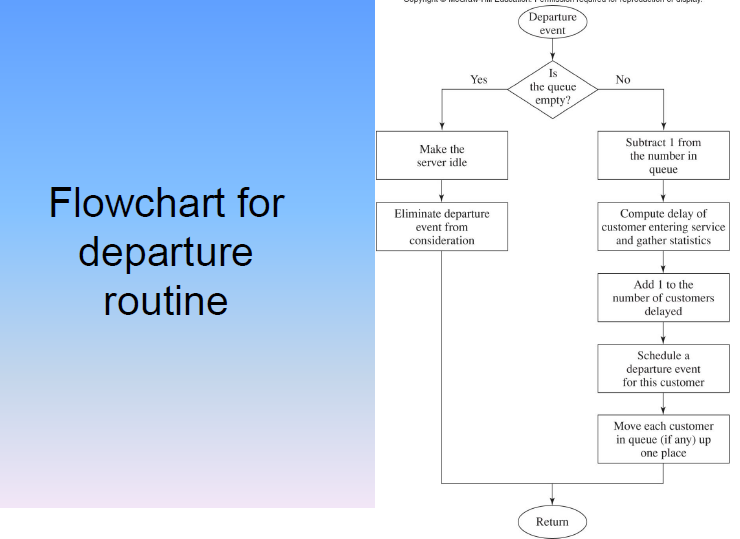 Flowchart for
departure
routine
Departure
event
Is
the queue
empty?
Yes
No
Make the
server idle
Eliminate departure
event from
consideration
Subtract 1 from
the number in
queue
Compute delay of
customer entering service
and gather statistics
Add 1 to the
number of customers
delayed
Schedule a
departure event
for this customer
Move each customer
in queue (if any) up
one place
Return